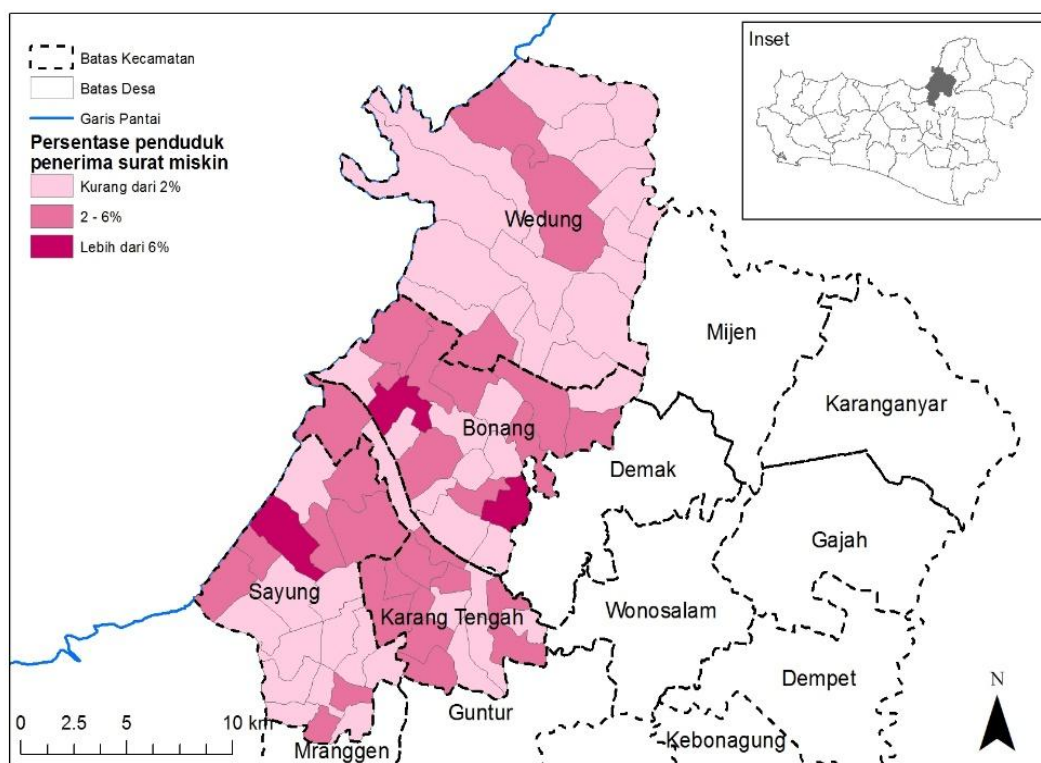 Batas Kecamatan
Batas Desa
Garis Pantai
Persentase penduduk
penerima surat miskin
Kurang dari 2%
2 - 6%
Lebih dari 6%
Inset
Wedung
Mijen
Karanganyar
Bonang
Demak
Gajah
Sayung
Karang Tengah
Wonosalam
Dempet
Guntur
Kebonagung
Mranggen
0 2.5 5 10 km
N